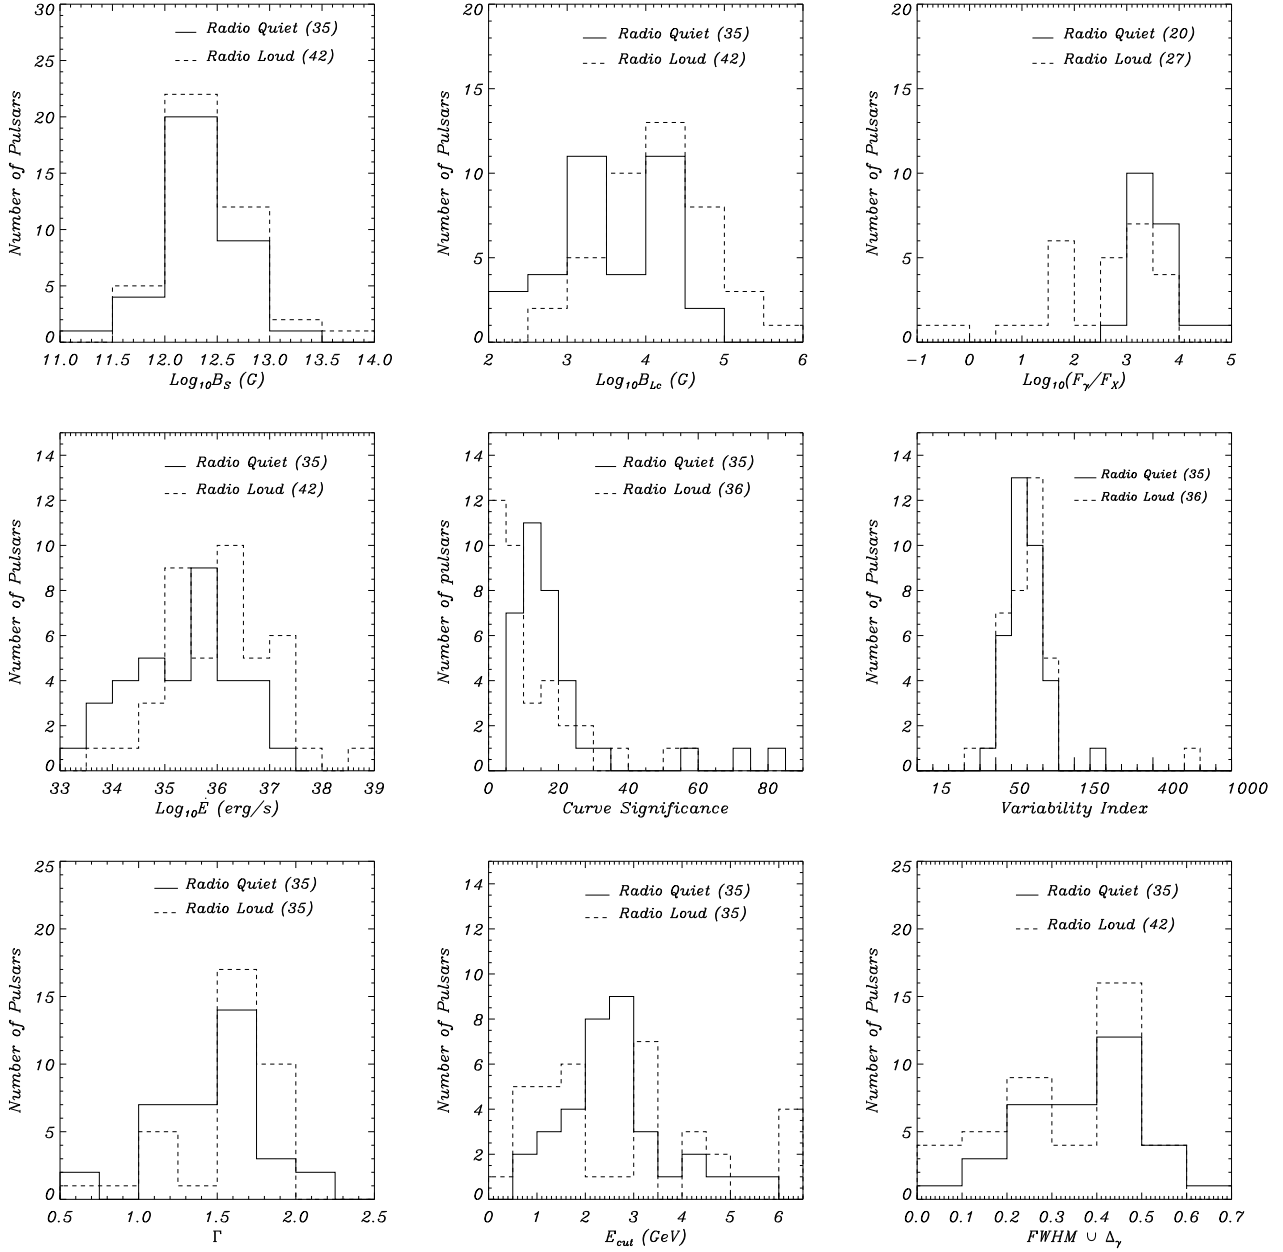 Radio Quiet (35)
Radio Loud (42)
Number of Pulsars
30
25
20
15
10
5
0
11.0 11.5 12.0 12.5 13.0 13.5 14.0
Log₁₀B_S (G)
Radio Quiet (35)
Radio Loud (42)
Number of Pulsars
20
15
10
5
0
2 3 4 5 6
Log₁₀B_Lc (G)
Radio Quiet (20)
Radio Loud (27)
Number of Pulsars
20
15
10
5
0
−1 0 1 2 3 4 5
Log₁₀(F_γ/F_X)
Radio Quiet (35)
Radio Loud (42)
Number of Pulsars
14
12
10
8
6
4
2
0
33 34 35 36 37 38 39
Log₁₀Ė (erg/s)
Radio Quiet (35)
Radio Loud (36)
Number of pulsars
14
12
10
8
6
4
2
0
0 20 40 60 80
Curve Significance
Radio Quiet (35)
Radio Loud (36)
Number of Pulsars
14
12
10
8
6
4
2
0
15 50 150 400 1000
Variability Index
Radio Quiet (35)
Radio Loud (35)
Number of Pulsars
25
20
15
10
5
0
0.5 1.0 1.5 2.0 2.5
Γ
Radio Quiet (35)
Radio Loud (35)
Number of Pulsars
14
12
10
8
6
4
2
0
0 1 2 3 4 5 6
E_cut (GeV)
Radio Quiet (35)
Radio Loud (42)
Number of Pulsars
25
20
15
10
5
0
0.0 0.1 0.2 0.3 0.4 0.5 0.6 0.7
FWHM ∪ Δ_γ